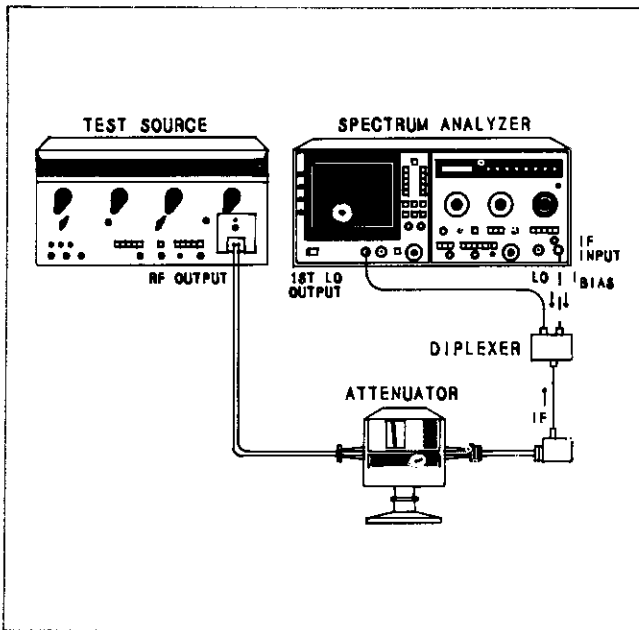 TEST SOURCE
SPECTRUM ANALYZER
RF OUTPUT
1ST LO
OUTPUT
IF
INPUT
LO
BIAS
DIPLEXER
IF
ATTENUATOR